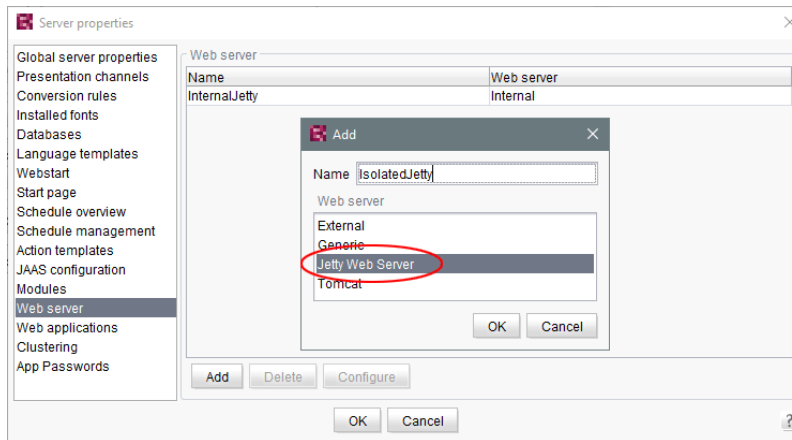 Server properties
Global server properties
Presentation channels
Conversion rules
Installed fonts
Databases
Language templates
Webstart
Start page
Schedule overview
Schedule management
Action templates
JAAS configuration
Modules
Web server
Web applications
Clustering
App Passwords
Web server
Name Web server
InternalJetty Internal
Add
Name IsolatedJetty
Web server
External
Generic
Jetty Web Server
Tomcat
OK Cancel
Add Delete Configure
OK Cancel
?